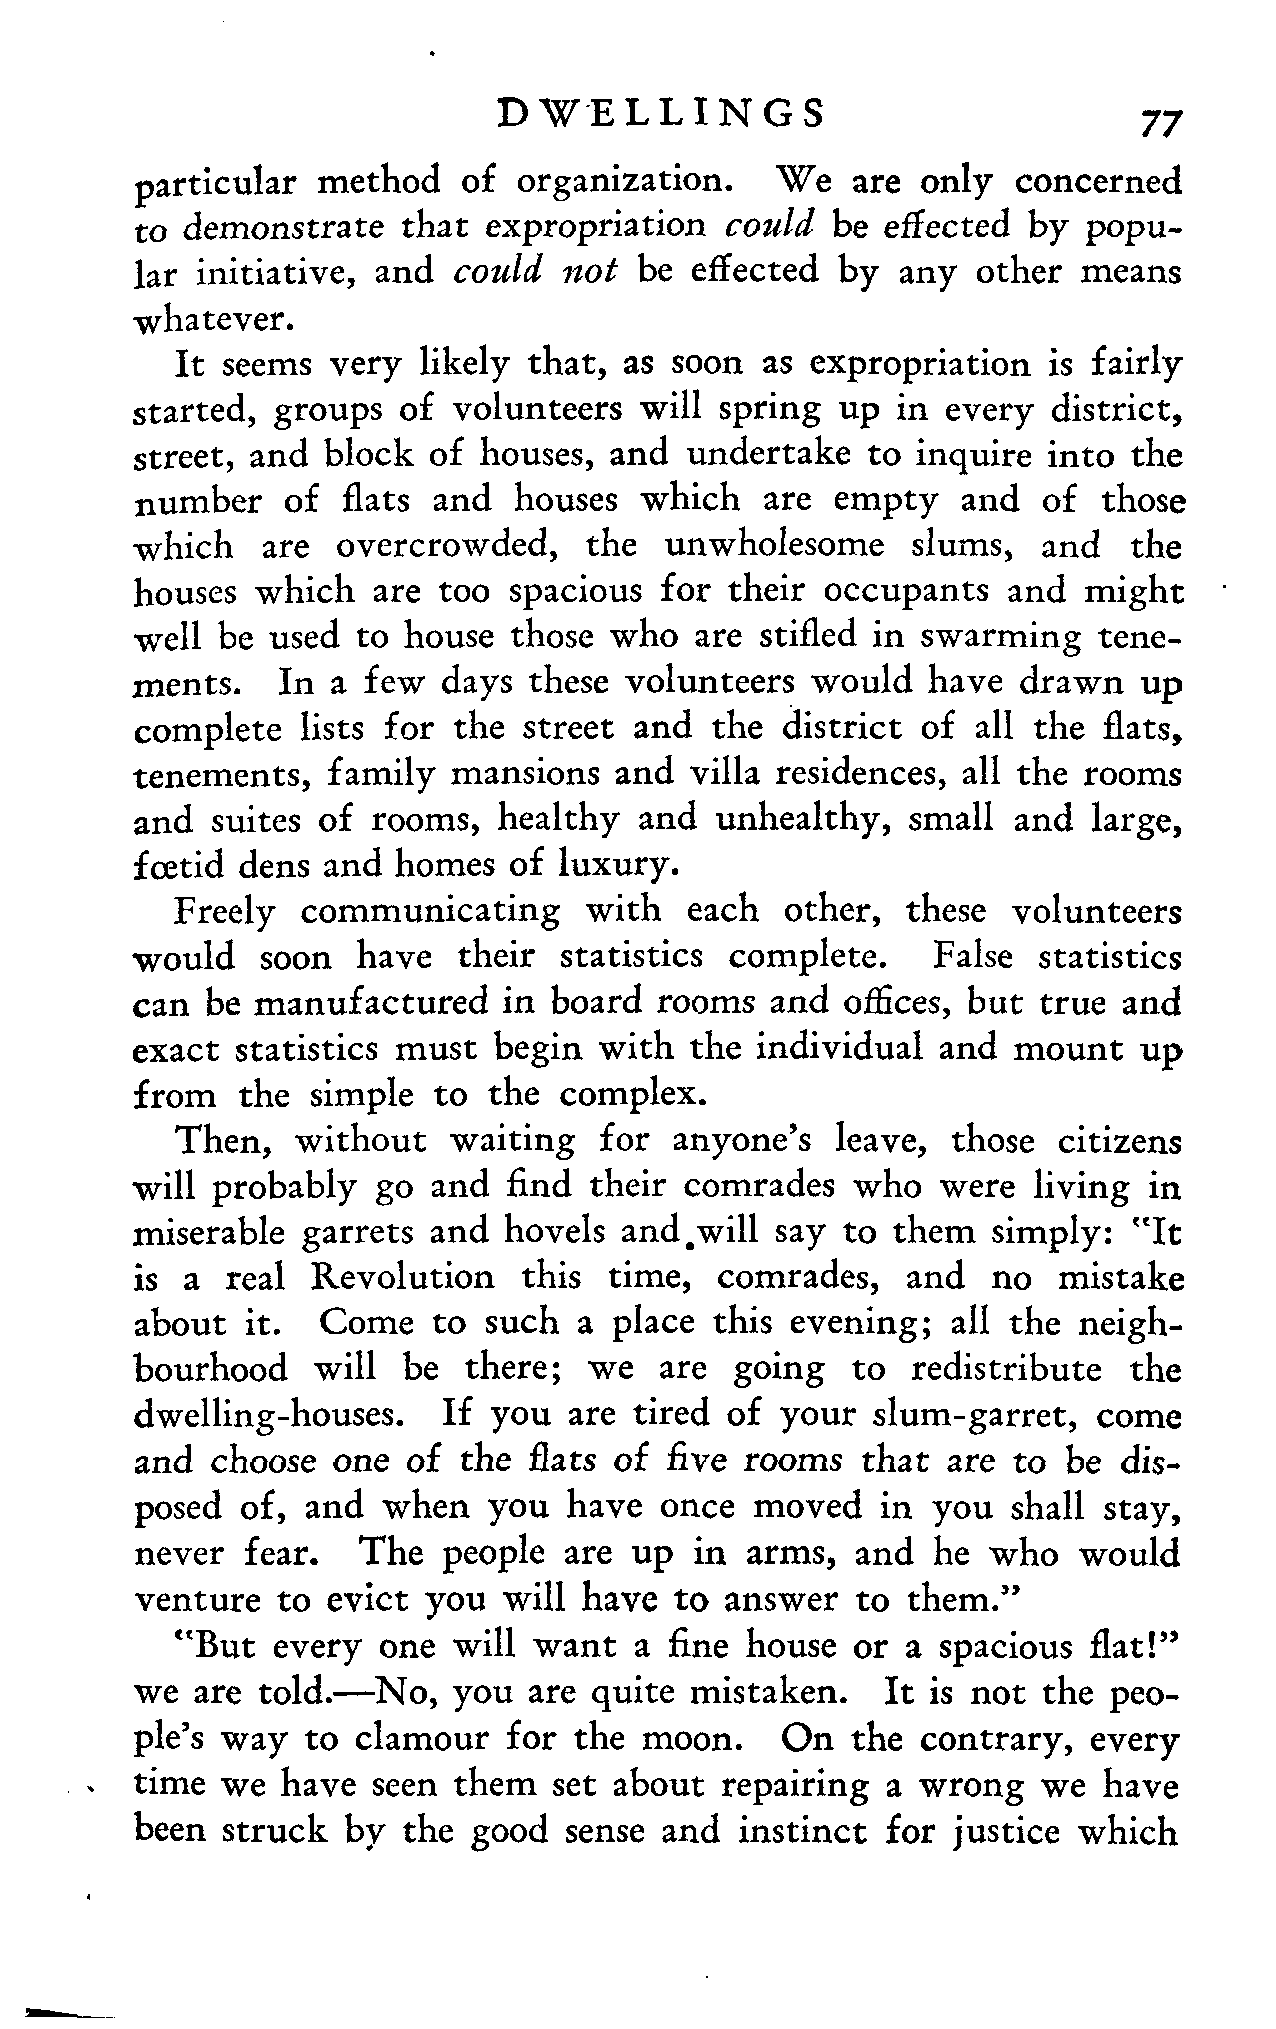 DWELLINGS 77
particular method of organization. We are only concerned
to demonstrate that expropriation could be effected by popu-
lar initiative, and could not be effected by any other means
whatever.
It seems very likely that, as soon as expropriation is fairly
started, groups of volunteers will spring up in every district,
street, and block of houses, and undertake to inquire into the
number of flats and houses which are empty and of those
which are overcrowded, the unwholesome slums, and the
houses which are too spacious for their occupants and might
well be used to house those who are stifled in swarming tene-
ments. In a few days these volunteers would have drawn up
complete lists for the street and the district of all the flats,
tenements, family mansions and villa residences, all the rooms
and suites of rooms, healthy and unhealthy, small and large,
fœtid dens and homes of luxury.
Freely communicating with each other, these volunteers
would soon have their statistics complete. False statistics
can be manufactured in board rooms and offices, but true and
exact statistics must begin with the individual and mount up
from the simple to the complex.
Then, without waiting for anyone's leave, those citizens
will probably go and find their comrades who were living in
miserable garrets and hovels and will say to them simply: "It
is a real Revolution this time, comrades, and no mistake
about it. Come to such a place this evening; all the neigh-
bourhood will be there; we are going to redistribute the
dwelling-houses. If you are tired of your slum-garret, come
and choose one of the flats of five rooms that are to be dis-
posed of, and when you have once moved in you shall stay,
never fear. The people are up in arms, and he who would
venture to evict you will have to answer to them."
"But every one will want a fine house or a spacious flat!"
we are told.—No, you are quite mistaken. It is not the peo-
ple's way to clamour for the moon. On the contrary, every
time we have seen them set about repairing a wrong we have
been struck by the good sense and instinct for justice which